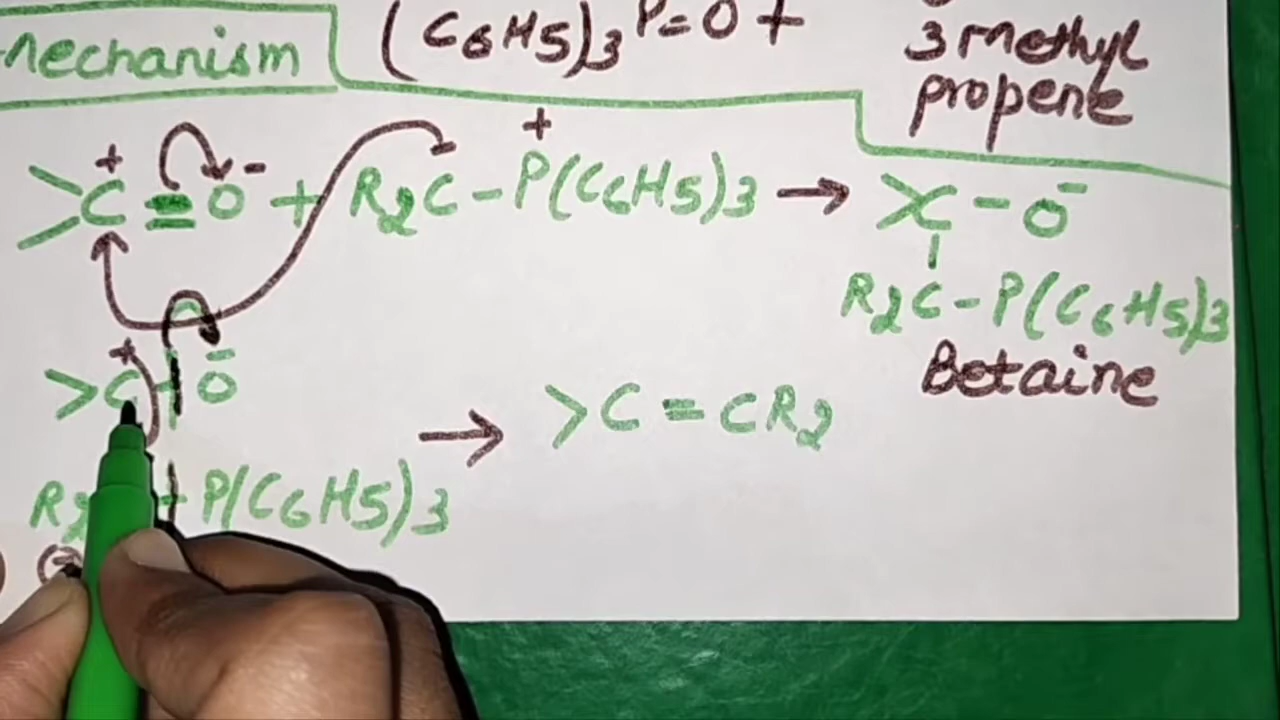 Mechanism
(C6H5)3P=O +
3 methyl
propene
>C=O + R2C-P(C6H5)3 → >C-O
+ - - +
R2C-P(C6H5)3
Betaine
>C+O
→ >C=CR2
P(C6H5)3